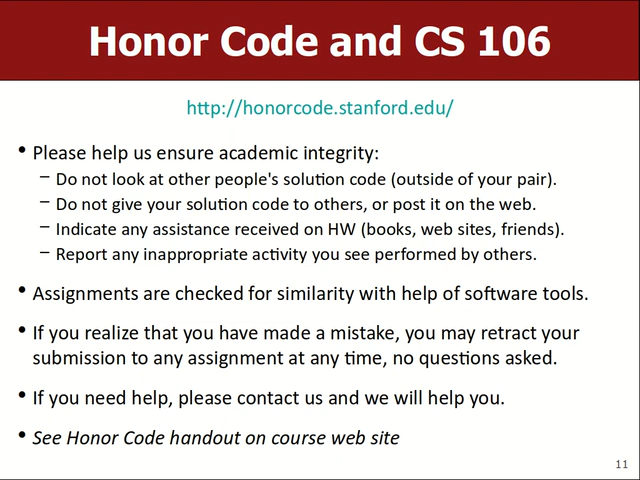 Honor Code and CS 106
http://honorcode.stanford.edu/
• Please help us ensure academic integrity:
– Do not look at other people's solution code (outside of your pair).
– Do not give your solution code to others, or post it on the web.
– Indicate any assistance received on HW (books, web sites, friends).
– Report any inappropriate activity you see performed by others.
• Assignments are checked for similarity with help of software tools.
• If you realize that you have made a mistake, you may retract your
submission to any assignment at any time, no questions asked.
• If you need help, please contact us and we will help you.
• See Honor Code handout on course web site
11